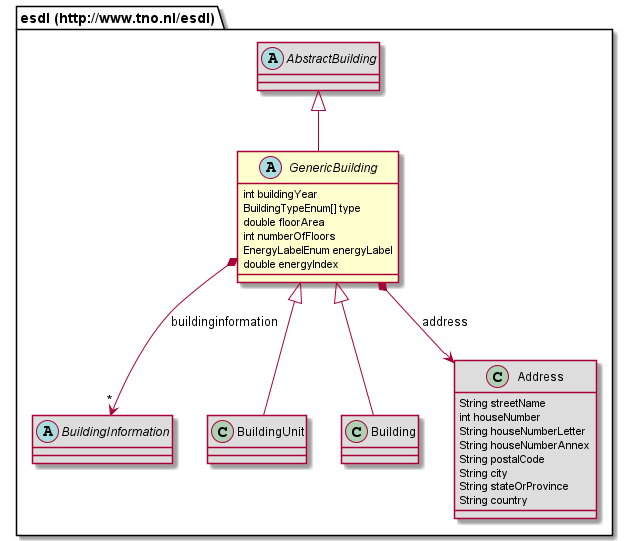 esdl (http://www.tno.nl/esdl)
A AbstractBuilding
A GenericBuilding
int buildingYear
BuildingTypeEnum[] type
double floorArea
int numberOfFloors
EnergyLabelEnum energyLabel
double energyIndex
buildinginformation
address
*
A BuildingInformation
C BuildingUnit
C Building
C Address
String streetName
int houseNumber
String houseNumberLetter
String houseNumberAnnex
String postalCode
String city
String stateOrProvince
String country